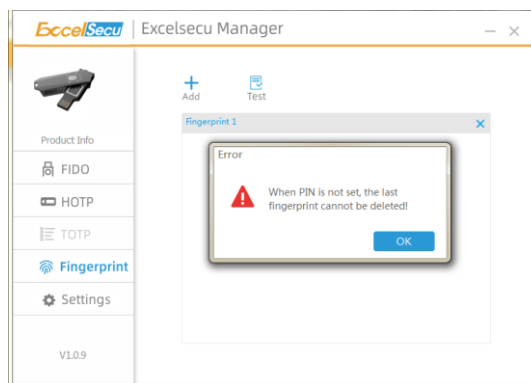 ExcelSecu Excelsecu Manager
Add Test
Fingerprint 1
Product Info
Error
When PIN is not set, the last
fingerprint cannot be deleted!
OK
FIDO
HOTP
TOTP
Fingerprint
Settings
V1.0.9